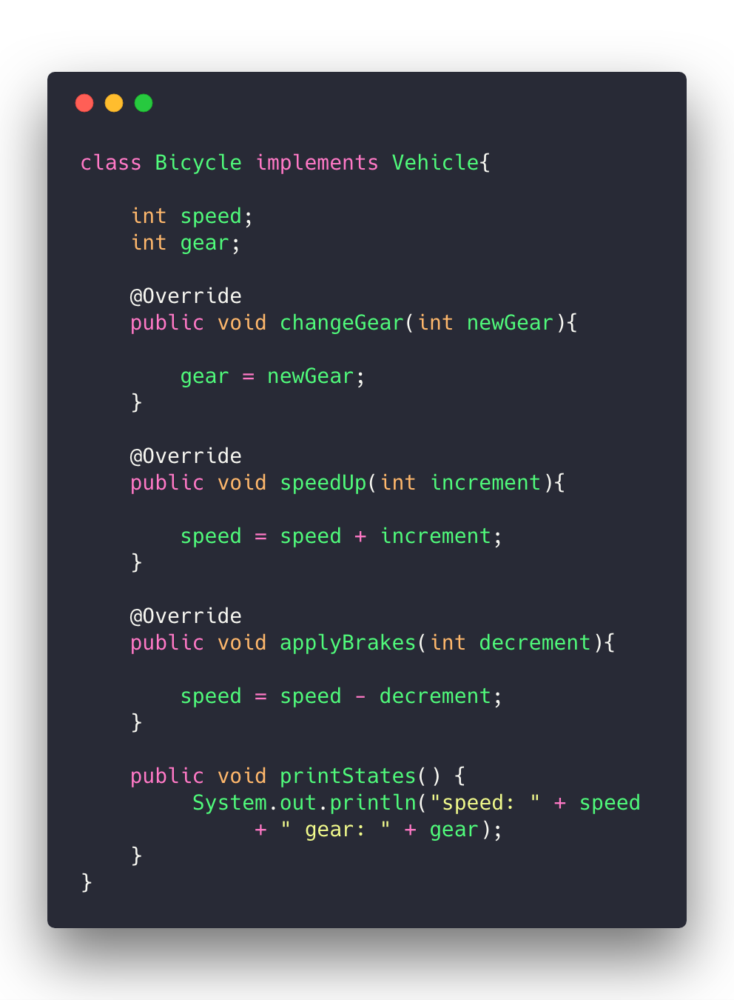 class Bicycle implements Vehicle{
    int speed;
    int gear;
    @Override
    public void changeGear(int newGear){
        gear = newGear;
    }
    @Override
    public void speedUp(int increment){
        speed = speed + increment;
    }
    @Override
    public void applyBrakes(int decrement){
        speed = speed - decrement;
    }
    public void printStates() {
         System.out.println("speed: " + speed
              + " gear: " + gear);
    }
}